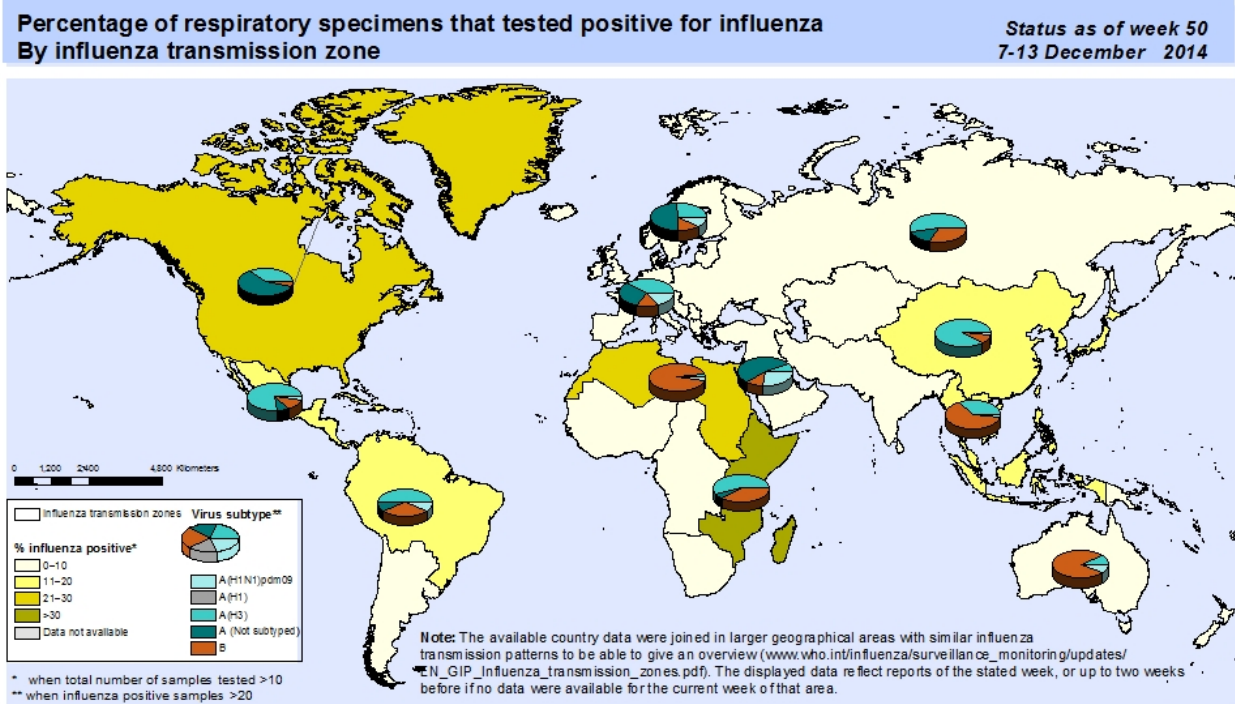 Percentage of respiratory specimens that tested positive for influenza
By influenza transmission zone
Status as of week 50
7-13 December 2014
0 1,200 2,400 4,800 Kilometers
Influenza transmission zones
Virus subtype**
% influenza positive*
0–10
11–20
21–30
>30
Data not available
A(H1N1)pdm09
A(H1)
A(H3)
A (Not subtyped)
B
* when total number of samples tested >10
** when influenza positive samples >20
Note: The available country data were joined in larger geographical areas with similar influenza
transmission patterns to be able to give an overview (www.who.int/influenza/surveillance_monitoring/updates/
EN_GIP_Influenza_transmission_zones.pdf). The displayed data reflect reports of the stated week, or up to two weeks
before if no data were available for the current week of that area.